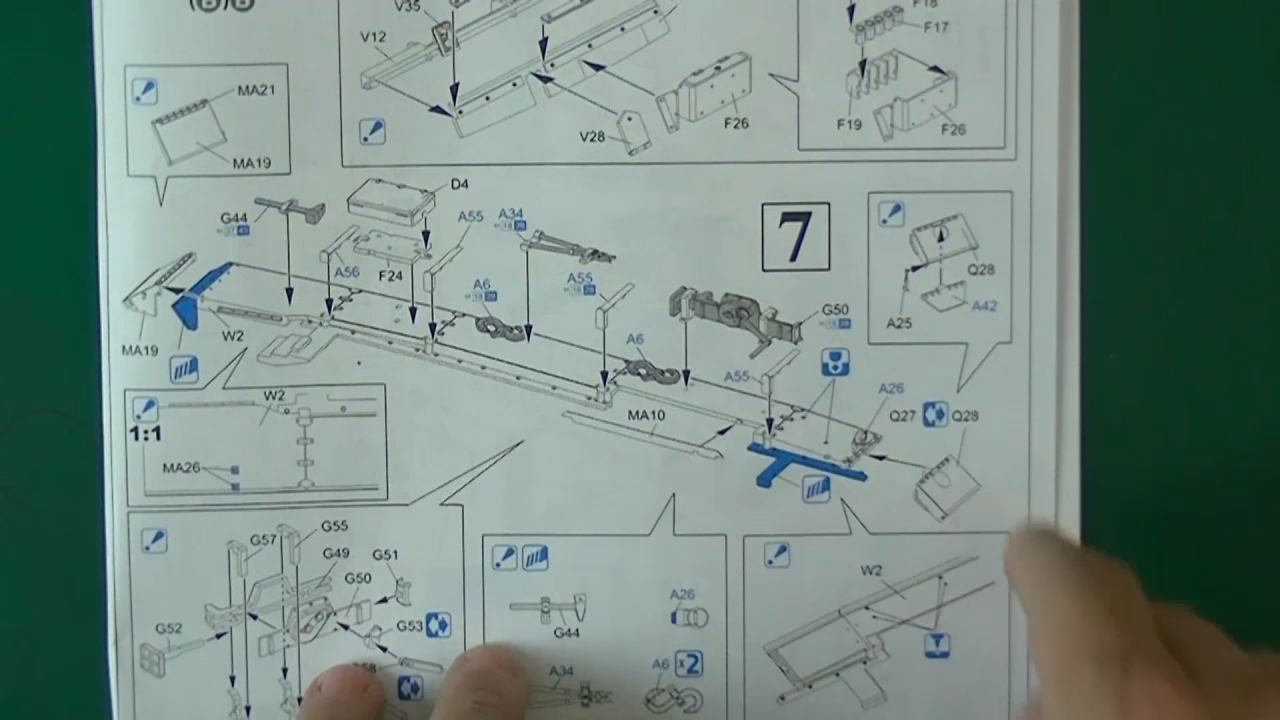 V35
V12
F18
F17
F19
F26
V28
F26
MA21
MA19
D4
G44
A55
A34
7
F24
A56
A6
A55
Q28
A42
A25
G50
MA19
W2
A6
A55
A26
MA10
Q27
Q28
W2
1:1
MA26
G57
G55
G49
G51
G50
G52
G53
G44
A26
A34
A6
x2
W2